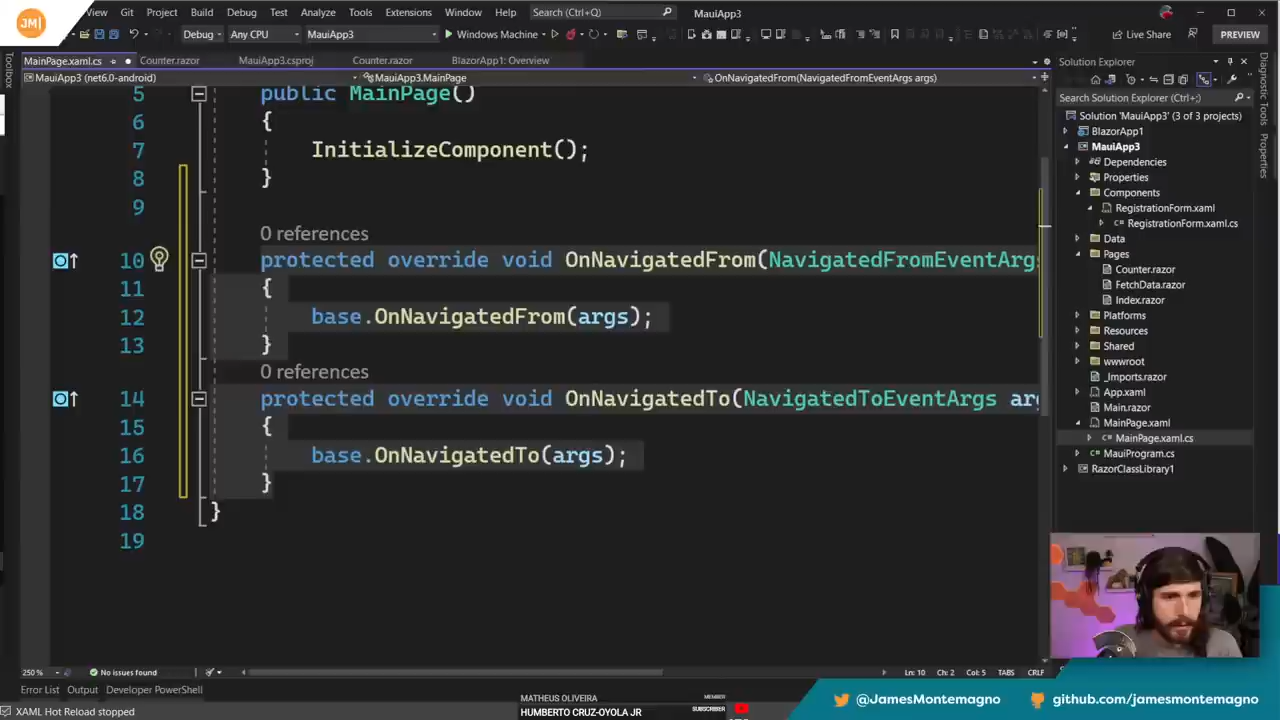 JM|
View Git Project Build Debug Test Analyze Tools Extensions Window Help Search (Ctrl+Q) MauiApp3
Debug Any CPU MauiApp3 Windows Machine Live Share PREVIEW
MainPage.xaml.cs Counter.razor MauiApp3.csproj Counter.razor BlazorApp1: Overview
MauiApp3 (net6.0-android) MauiApp3.MainPage OnNavigatedFrom(NavigatedFromEventArgs args)
Toolbox
5 public MainPage()
6 {
7 InitializeComponent();
8 }
9
0 references
10 protected override void OnNavigatedFrom(NavigatedFromEventArgs
11 {
12 base.OnNavigatedFrom(args);
13 }
0 references
14 protected override void OnNavigatedTo(NavigatedToEventArgs arg
15 {
16 base.OnNavigatedTo(args);
17 }
18 }
19
Solution Explorer
Search Solution Explorer (Ctrl+;)
Solution 'MauiApp3' (3 of 3 projects)
BlazorApp1
MauiApp3
Dependencies
Properties
Components
RegistrationForm.xaml
RegistrationForm.xaml.cs
Data
Pages
Counter.razor
FetchData.razor
Index.razor
Platforms
Resources
Shared
wwwroot
_Imports.razor
App.xaml
Main.razor
MainPage.xaml
MainPage.xaml.cs
MauiProgram.cs
RazorClassLibrary1
Diagnostic Tools
Properties
250 % No issues found Ln: 10 Ch: 2 Col: 5 TABS CRLF
Error List Output Developer PowerShell
XAML Hot Reload stopped
MATHEUS OLIVEIRA MEMBER
HUMBERTO CRUZ-OYOLA JR SUBSCRIBER
@JamesMontemagno github.com/jamesmontemagno